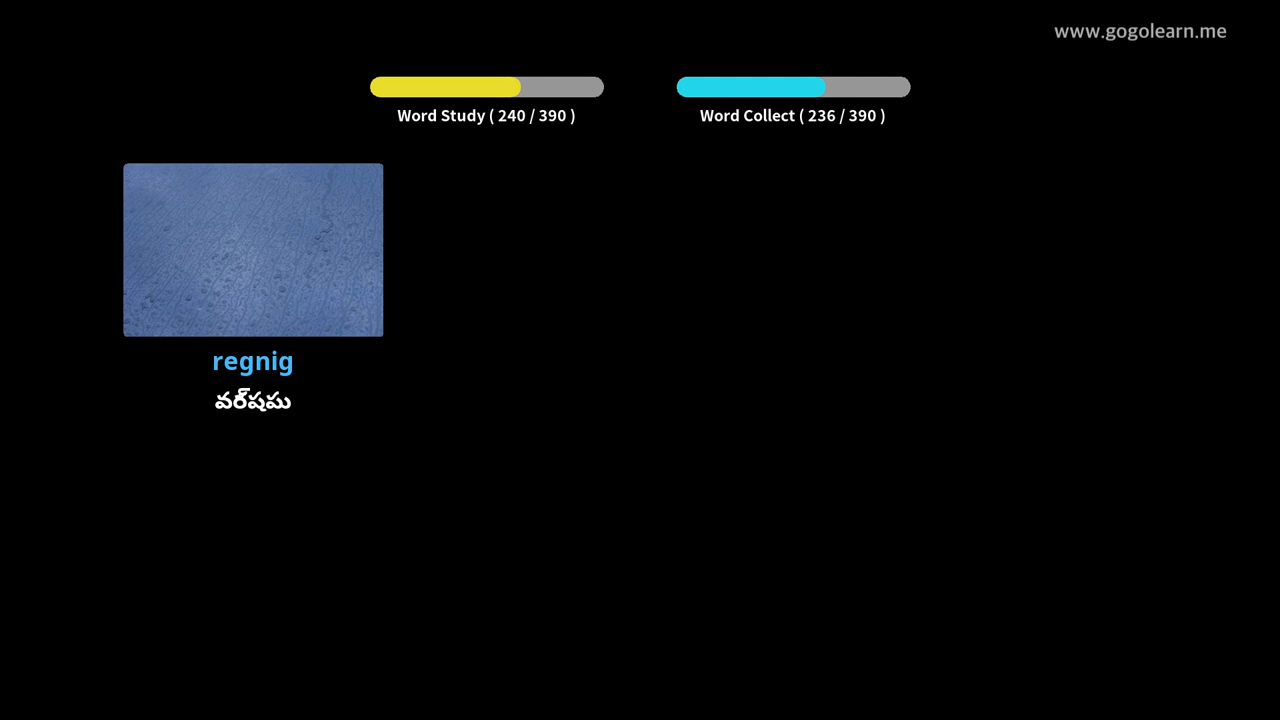 www.gogolearn.me
Word Study ( 240 / 390 )
Word Collect ( 236 / 390 )
regnig
వర్‌షపు